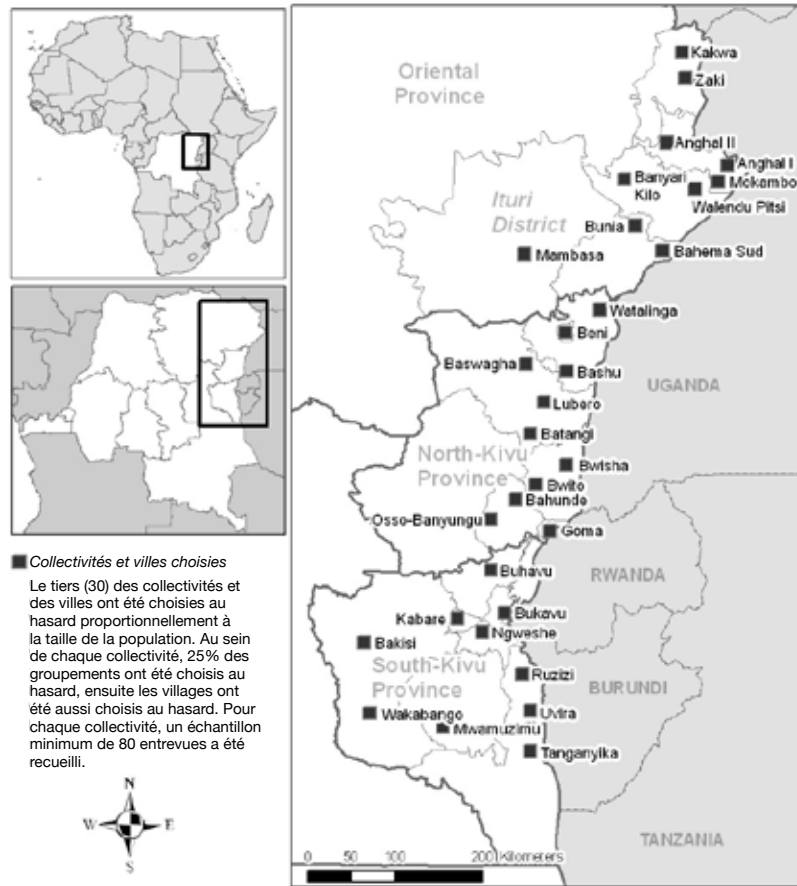 Oriental
Province
Kakwa
Zaki
Anghal II
Anghal I
Mokambo
Banyari
Kilo
Walendu Pitsi
Ituri
District
Bunia
Bahema Sud
Mambasa
Watalinga
Beni
Baswagha
Bashu
UGANDA
Lubero
Batangi
North-Kivu
Province
Bwisha
Bwito
Bahunde
Osso-Banyungu
Goma
RWANDA
Buhavu
Bukavu
Kabare
Ngweshe
Bakisi
South-Kivu
Province
Ruzizi
BURUNDI
Wakabango
Uvira
Mwamuzimu
Tanganyika
TANZANIA
0 50 100 200 Kilometers
Collectivités et villes choisies
Le tiers (30) des collectivités et
des villes ont été choisies au
hasard proportionnellement à
la taille de la population. Au sein
de chaque collectivité, 25% des
groupements ont été choisis au
hasard, ensuite les villages ont
été aussi choisis au hasard. Pour
chaque collectivité, un échantillon
minimum de 80 entrevues a été
recueilli.
N
W E
S